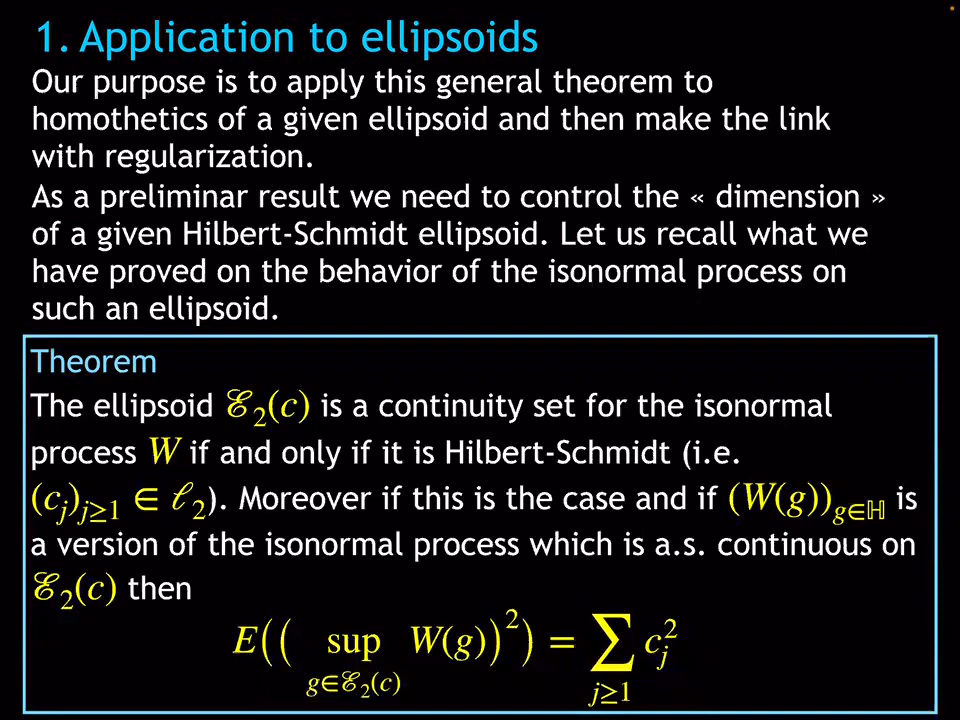 1. Application to ellipsoids
Our purpose is to apply this general theorem to
homothetics of a given ellipsoid and then make the link
with regularization.
As a preliminar result we need to control the « dimension »
of a given Hilbert-Schmidt ellipsoid. Let us recall what we
have proved on the behavior of the isonormal process on
such an ellipsoid.
Theorem
The ellipsoid ℰ₂(c) is a continuity set for the isonormal
process W if and only if it is Hilbert-Schmidt (i.e.
(c_j)_{j≥1} ∈ ℓ₂). Moreover if this is the case and if (W(g))_{g∈ℍ} is
a version of the isonormal process which is a.s. continuous on
ℰ₂(c) then
E(( sup_{g∈ℰ₂(c)} W(g))²) = ∑_{j≥1} c_j²